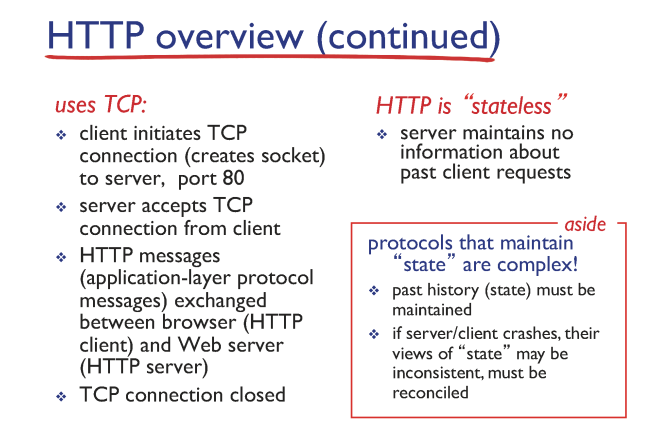 HTTP overview (continued)
uses TCP:
❖ client initiates TCP
connection (creates socket)
to server, port 80
❖ server accepts TCP
connection from client
❖ HTTP messages
(application-layer protocol
messages) exchanged
between browser (HTTP
client) and Web server
(HTTP server)
❖ TCP connection closed
HTTP is “stateless”
❖ server maintains no
information about
past client requests
aside
protocols that maintain
“state” are complex!
❖ past history (state) must be
maintained
❖ if server/client crashes, their
views of “state” may be
inconsistent, must be
reconciled